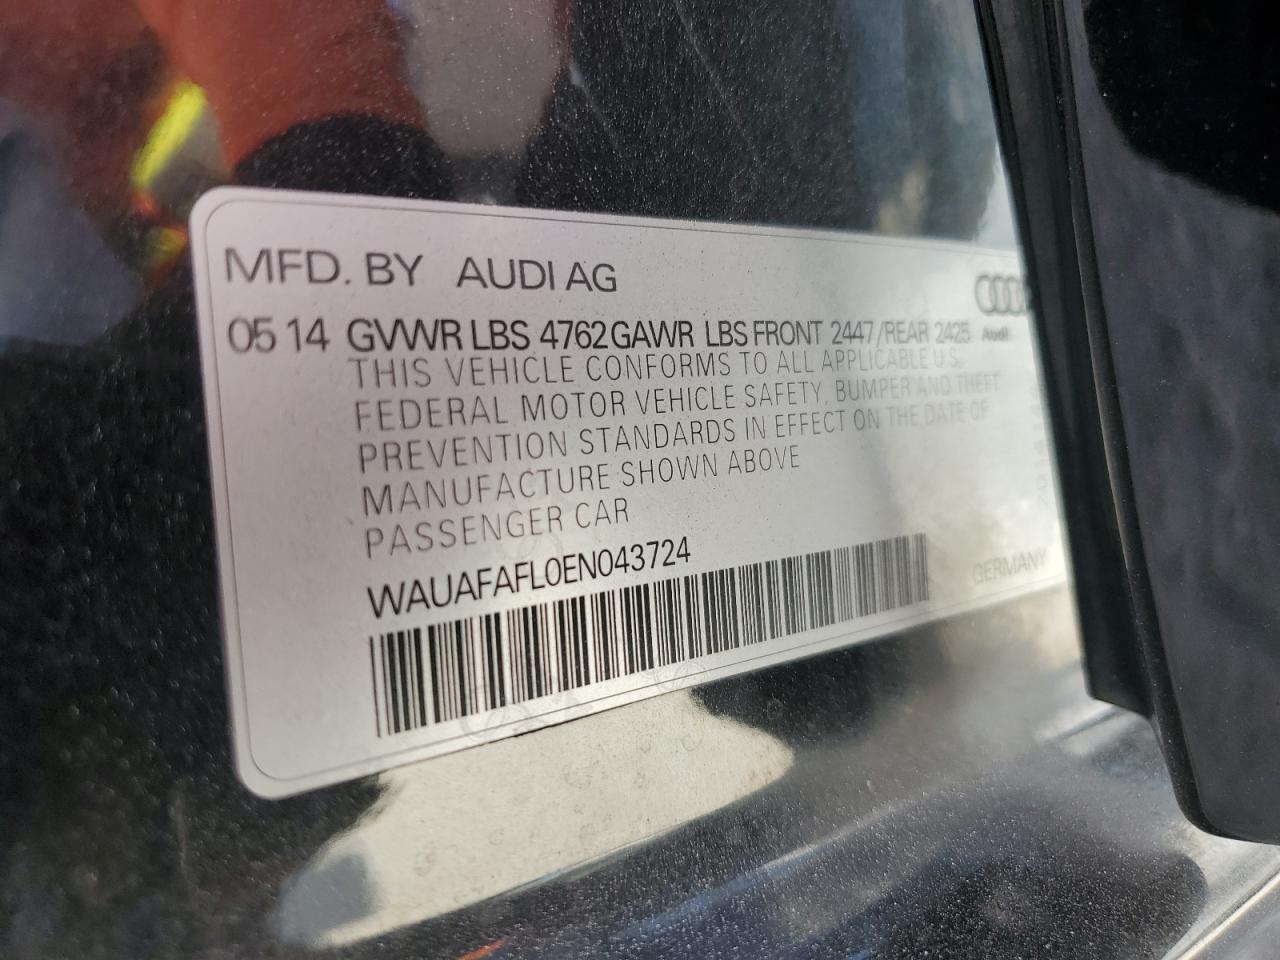 MFD. BY AUDI AG
05 14 GVWR LBS 4762 GAWR LBS FRONT 2447/REAR 2425
Audi
THIS VEHICLE CONFORMS TO ALL APPLICABLE U.S.
FEDERAL MOTOR VEHICLE SAFETY, BUMPER AND THEFT
PREVENTION STANDARDS IN EFFECT ON THE DATE OF
MANUFACTURE SHOWN ABOVE
PASSENGER CAR
WAUAFAFL0EN043724
GERMANY